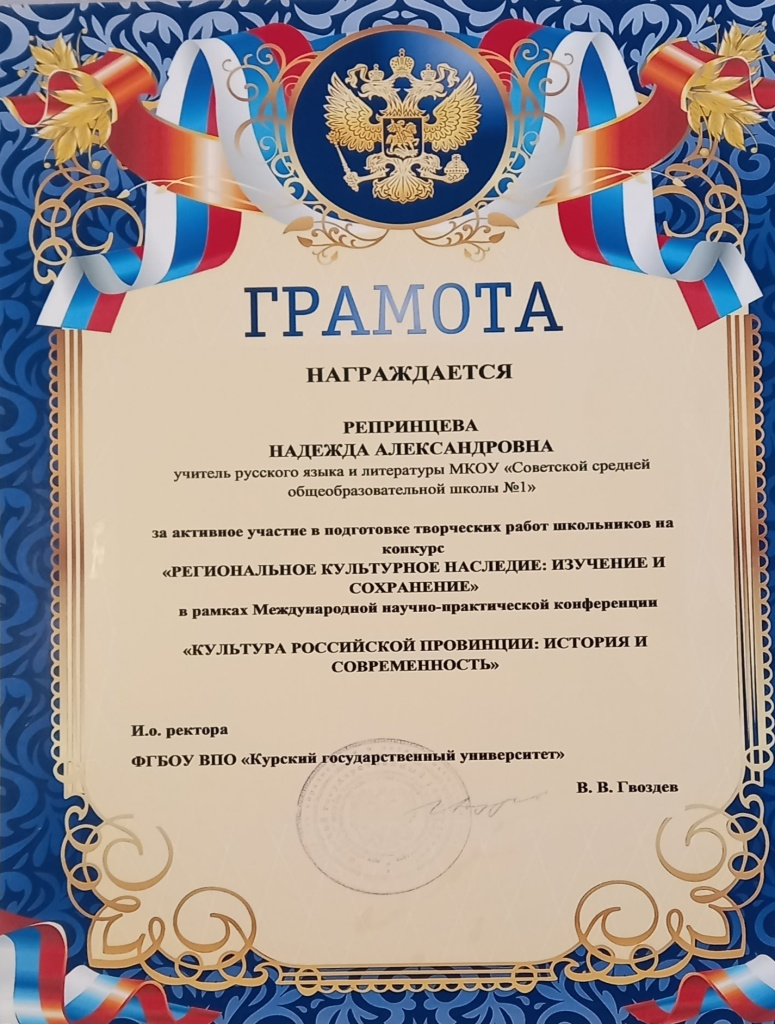 ГРАМОТА
НАГРАЖДАЕТСЯ
РЕПРИНЦЕВА
НАДЕЖДА АЛЕКСАНДРОВНА
учитель русского языка и литературы МКОУ «Советской средней
общеобразовательной школы №1»
за активное участие в подготовке творческих работ школьников на
конкурс
«РЕГИОНАЛЬНОЕ КУЛЬТУРНОЕ НАСЛЕДИЕ: ИЗУЧЕНИЕ И
СОХРАНЕНИЕ»
в рамках Международной научно-практической конференции
«КУЛЬТУРА РОССИЙСКОЙ ПРОВИНЦИИ: ИСТОРИЯ И
СОВРЕМЕННОСТЬ»
И.о. ректора
ФГБОУ ВПО «Курский государственный университет»
В. В. Гвоздев